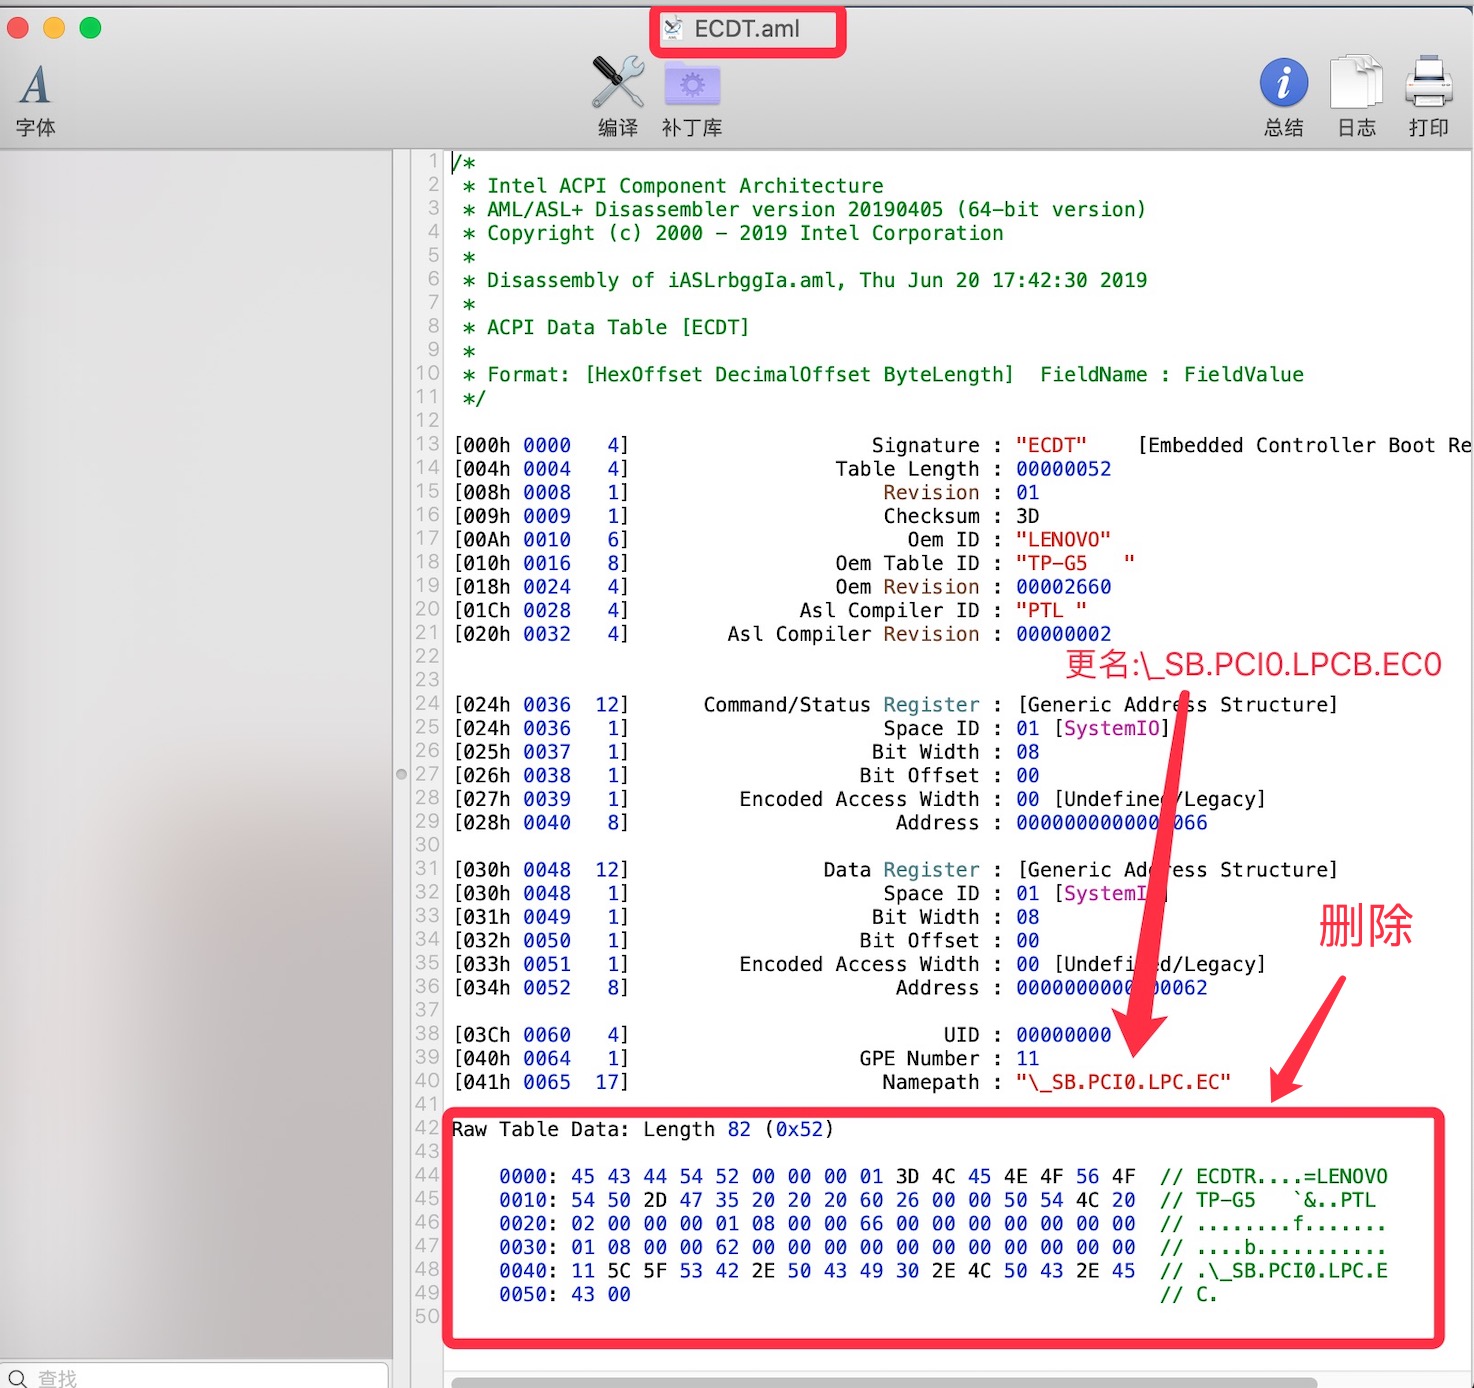 ECDT.aml
字体
编译
补丁库
总结
日志
打印
1 /*
2 * Intel ACPI Component Architecture
3 * AML/ASL+ Disassembler version 20190405 (64-bit version)
4 * Copyright (c) 2000 - 2019 Intel Corporation
5 *
6 * Disassembly of iASLrbggIa.aml, Thu Jun 20 17:42:30 2019
7 *
8 * ACPI Data Table [ECDT]
9 *
10 * Format: [HexOffset DecimalOffset ByteLength]  FieldName : FieldValue
11 */
12
13 [000h 0000   4] Signature : "ECDT"    [Embedded Controller Boot Re
14 [004h 0004   4] Table Length : 00000052
15 [008h 0008   1] Revision : 01
16 [009h 0009   1] Checksum : 3D
17 [00Ah 0010   6] Oem ID : "LENOVO"
18 [010h 0016   8] Oem Table ID : "TP-G5   "
19 [018h 0024   4] Oem Revision : 00002660
20 [01Ch 0028   4] Asl Compiler ID : "PTL "
21 [020h 0032   4] Asl Compiler Revision : 00000002
22
更名:\_SB.PCI0.LPCB.EC0
23
24 [024h 0036  12] Command/Status Register : [Generic Address Structure]
25 [024h 0036   1] Space ID : 01 [SystemIO]
26 [025h 0037   1] Bit Width : 08
27 [026h 0038   1] Bit Offset : 00
28 [027h 0039   1] Encoded Access Width : 00 [Undefined/Legacy]
29 [028h 0040   8] Address : 0000000000000066
30
31 [030h 0048  12] Data Register : [Generic Address Structure]
32 [030h 0048   1] Space ID : 01 [SystemIO]
33 [031h 0049   1] Bit Width : 08
删除
34 [032h 0050   1] Bit Offset : 00
35 [033h 0051   1] Encoded Access Width : 00 [Undefined/Legacy]
36 [034h 0052   8] Address : 0000000000000062
37
38 [03Ch 0060   4] UID : 00000000
39 [040h 0064   1] GPE Number : 11
40 [041h 0065  17] Namepath : "\_SB.PCI0.LPC.EC"
41
42 Raw Table Data: Length 82 (0x52)
43
44 0000: 45 43 44 54 52 00 00 00 01 3D 4C 45 4E 4F 56 4F  // ECDTR....=LENOVO
45 0010: 54 50 2D 47 35 20 20 20 60 26 00 00 50 54 4C 20  // TP-G5   `&..PTL
46 0020: 02 00 00 00 01 08 00 00 66 00 00 00 00 00 00 00  // ........f.......
47 0030: 01 08 00 00 62 00 00 00 00 00 00 00 00 00 00 00  // ....b...........
48 0040: 11 5C 5F 53 42 2E 50 43 49 30 2E 4C 50 43 2E 45  // .\_SB.PCI0.LPC.E
49 0050: 43 00  // C.
50
查找